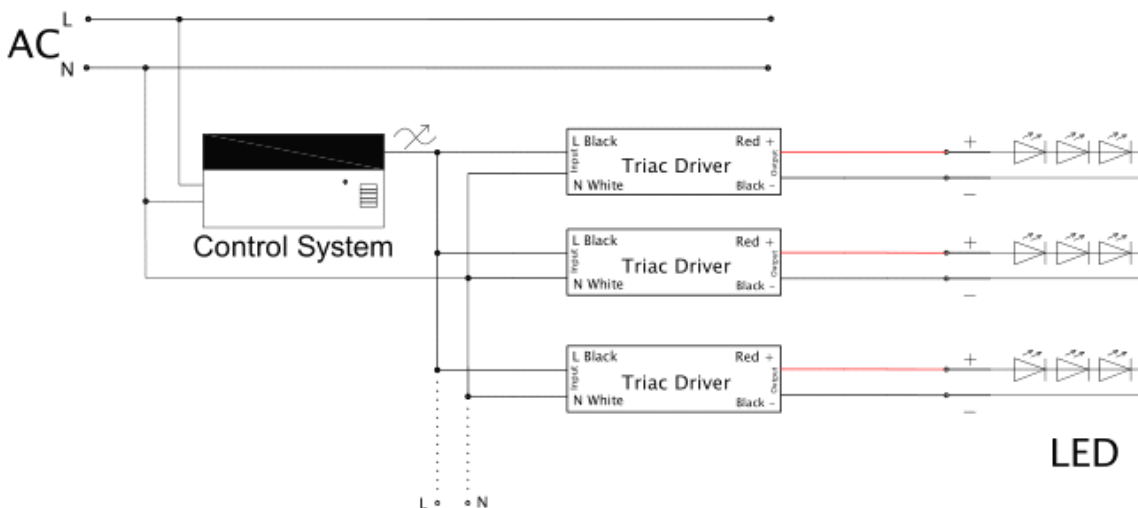 L
AC
N
L Black
Red +
Input
Triac Driver
Output
N White
Black -
Control System
+
−
L Black
Red +
Input
Triac Driver
Output
N White
Black -
+
−
L Black
Red +
Input
Triac Driver
Output
N White
Black -
+
−
LED
L
N